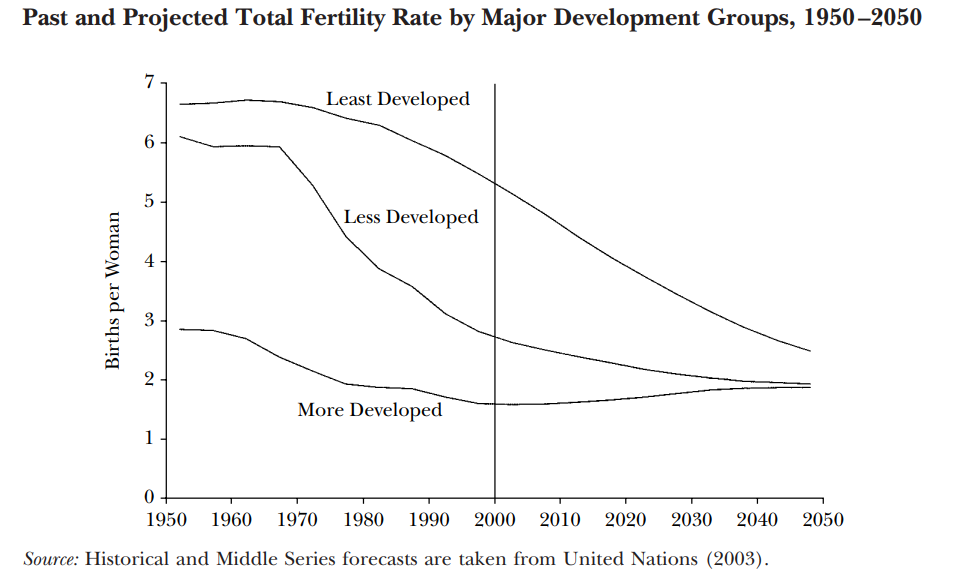 Past and Projected Total Fertility Rate by Major Development Groups, 1950–2050
7
Least Developed
6
5
Less Developed
4
Births per Woman
3
2
More Developed
1
0
1950 1960 1970 1980 1990 2000 2010 2020 2030 2040 2050
Source: Historical and Middle Series forecasts are taken from United Nations (2003).